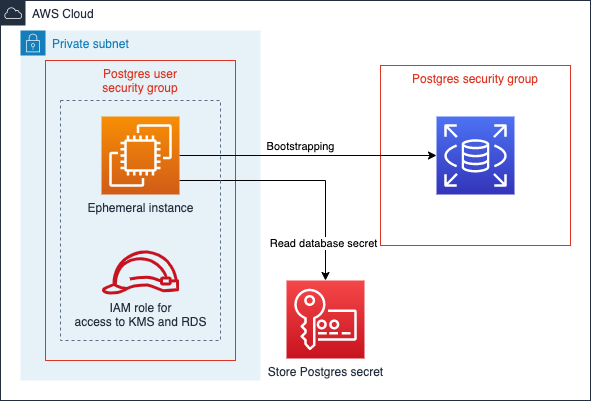 AWS Cloud
Private subnet
Postgres user
security group
Postgres security group
Bootstrapping
Ephemeral instance
Read database secret
IAM role for
access to KMS and RDS
Store Postgres secret